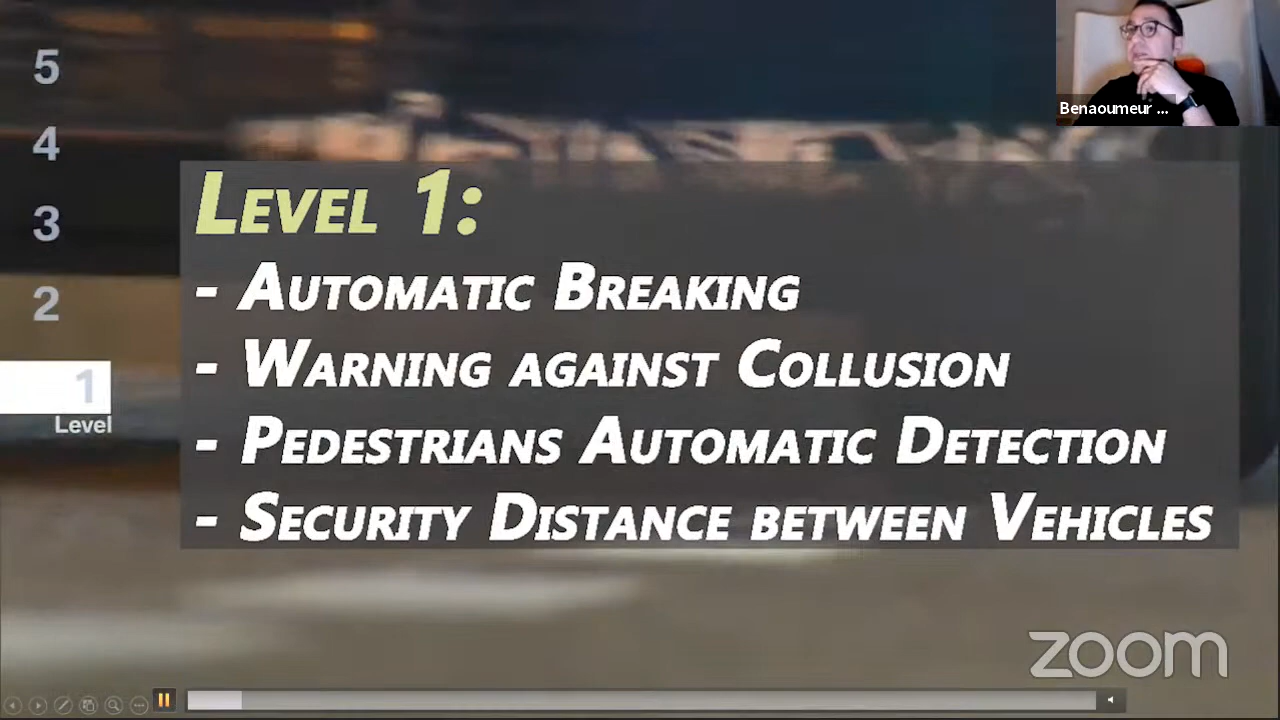 5
4
3
2
1
Level
LEVEL 1:
- AUTOMATIC BREAKING
- WARNING AGAINST COLLUSION
- PEDESTRIANS AUTOMATIC DETECTION
- SECURITY DISTANCE BETWEEN VEHICLES
Benaoumeur ...
zoom